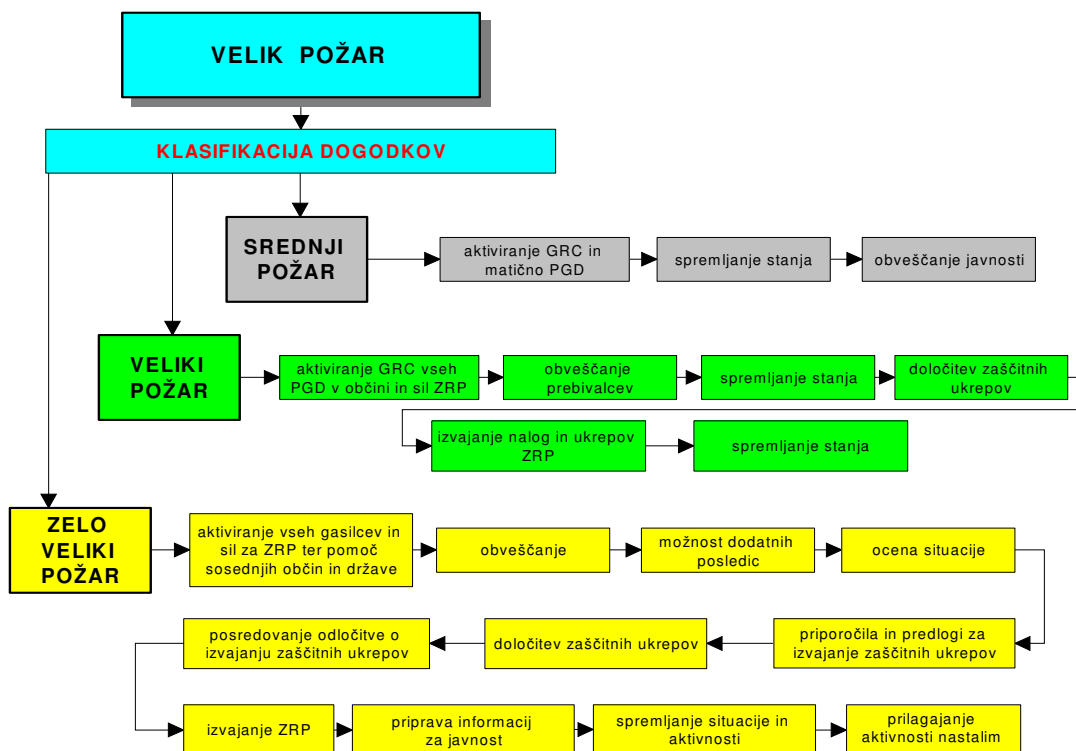 VELIK POŽAR
KLASIFIKACIJA DOGODKOV
SREDNJI
POŽAR
aktiviranje GRC in
matično PGD
spremljanje stanja
obveščanje javnosti
VELIKI
POŽAR
aktiviranje GRC vseh
PGD v občini in sil ZRP
obveščanje
prebivalcev
spremljanje stanja
določitev zaščitnih
ukrepov
izvajanje nalog in ukrepov
ZRP
spremljanje stanja
ZELO
VELIKI
POŽAR
aktiviranje vseh gasilcev in
sil za ZRP ter pomoč
sosednjih občin in države
obveščanje
možnost dodatnih
posledic
ocena situacije
priporočila in predlogi za
izvajanje zaščitnih ukrepov
določitev zaščitnih ukrepov
posredovanje odločitve o
izvajanju zaščitnih ukrepov
izvajanje ZRP
priprava informacij
za javnost
spremljanje situacije in
aktivnosti
prilagajanje
aktivnosti nastalim